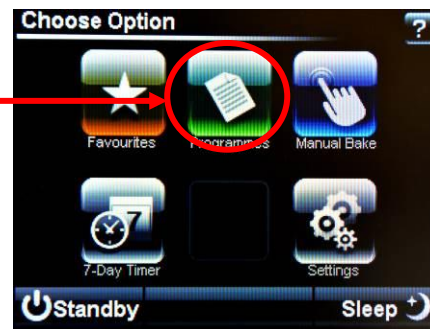 Choose Option
?
Favourites
Programmes
Manual Bake
7
7-Day Timer
Settings
Standby
Sleep